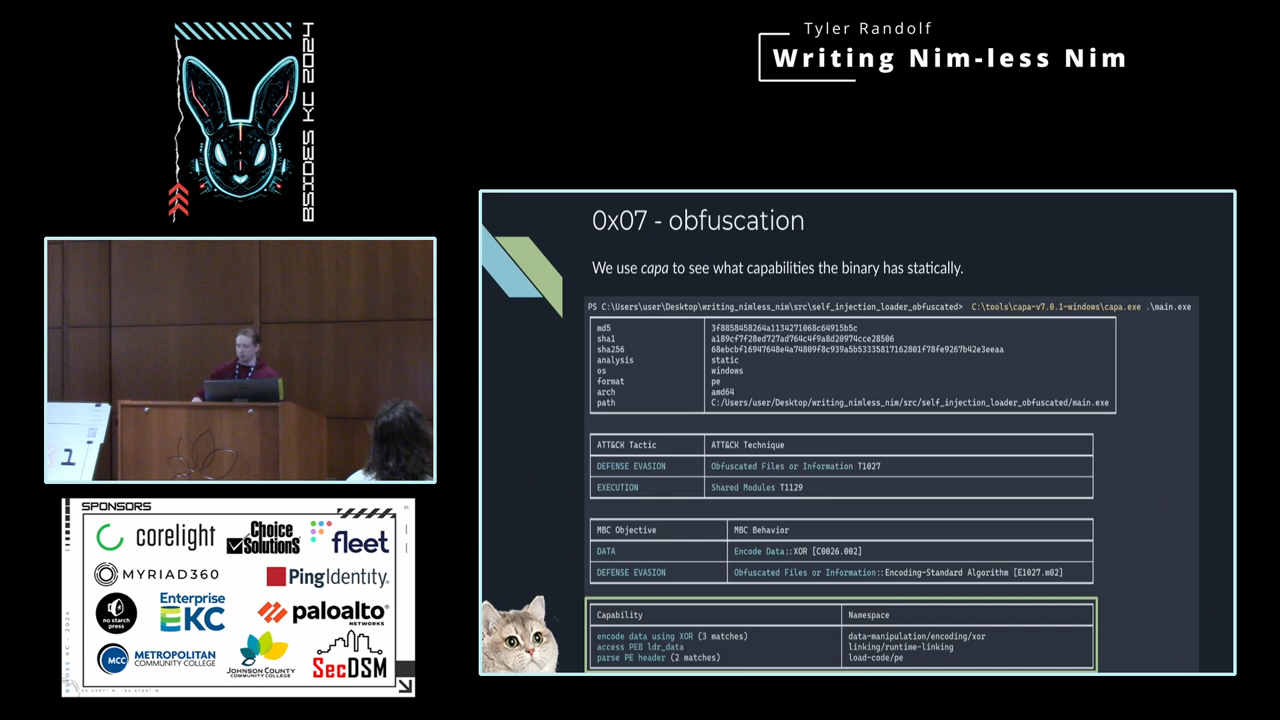 Tyler Randolf
Writing Nim-less Nim
BSIDES KC 2024
0x07 - obfuscation
We use capa to see what capabilities the binary has statically.
PS C:\Users\user\Desktop\writing_nimless_nim\src\self_injection_loader_obfuscated> C:\tools\capa-v7.0.1-windows\capa.exe .\main.exe
md5 3f8858458264a1134271068c64915b5c
sha1 a189cf7f28ed727ad764c4f9a8d20974cce28506
sha256 68ebcbf16947648e4a74809f8c939a5b53335817162801f78fe9267b42e3eeaa
analysis static
os windows
format pe
arch amd64
path C:/Users/user/Desktop/writing_nimless_nim/src/self_injection_loader_obfuscated/main.exe
ATT&CK Tactic ATT&CK Technique
DEFENSE EVASION Obfuscated Files or Information T1027
EXECUTION Shared Modules T1129
MBC Objective MBC Behavior
DATA Encode Data::XOR [C0026.002]
DEFENSE EVASION Obfuscated Files or Information::Encoding-Standard Algorithm [E1027.m02]
Capability Namespace
encode data using XOR (3 matches) data-manipulation/encoding/xor
access PEB ldr_data linking/runtime-linking
parse PE header (2 matches) load-code/pe
1
SPONSORS
corelight
Choice
Solutions
fleet
MYRIAD360
PingIdentity
no starch
press
Enterprise
EKC
paloalto
NETWORKS
MCC
METROPOLITAN
COMMUNITY COLLEGE
JOHNSON COUNTY
COMMUNITY COLLEGE
SecDSM